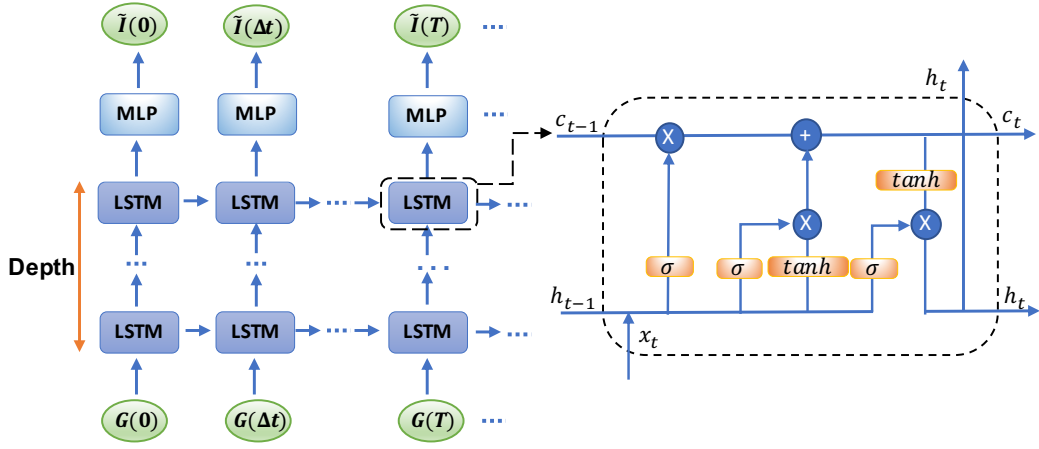 Ĩ(0) Ĩ(Δt) Ĩ(T) ....
MLP MLP MLP ....
LSTM LSTM .... LSTM ....
Depth
.... .... ....
LSTM LSTM .... LSTM ....
G(0) G(Δt) G(T) ....
h_t
c_{t-1} X + c_t
tanh
X X
σ σ tanh σ
h_{t-1} h_t
x_t